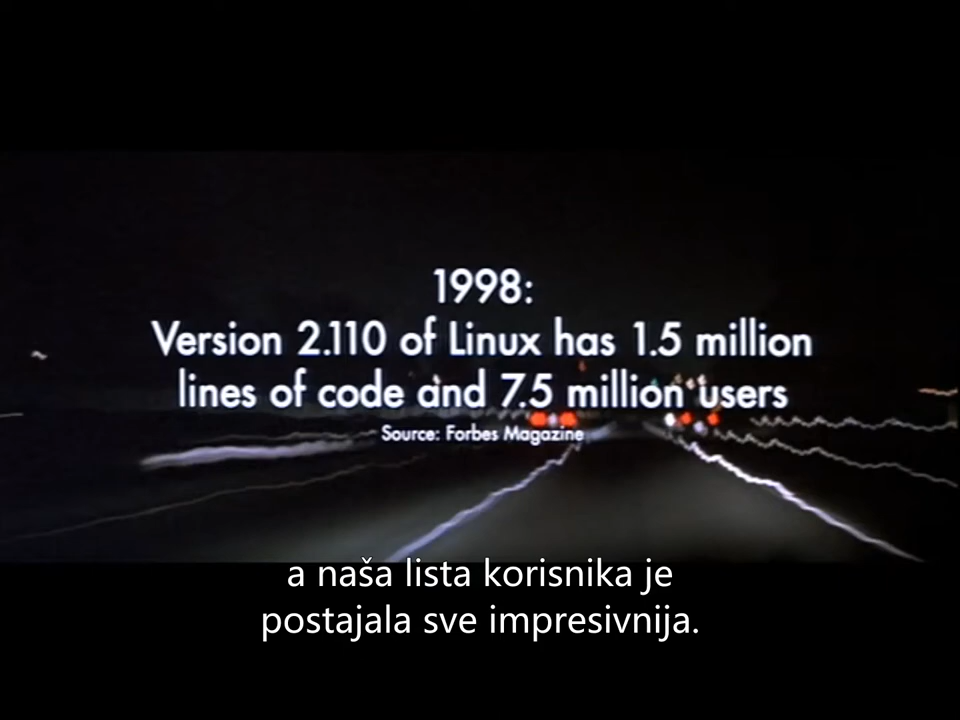 1998:
Version 2.110 of Linux has 1.5 million
lines of code and 7.5 million users
Source: Forbes Magazine
a naša lista korisnika je
postajala sve impresivnija.